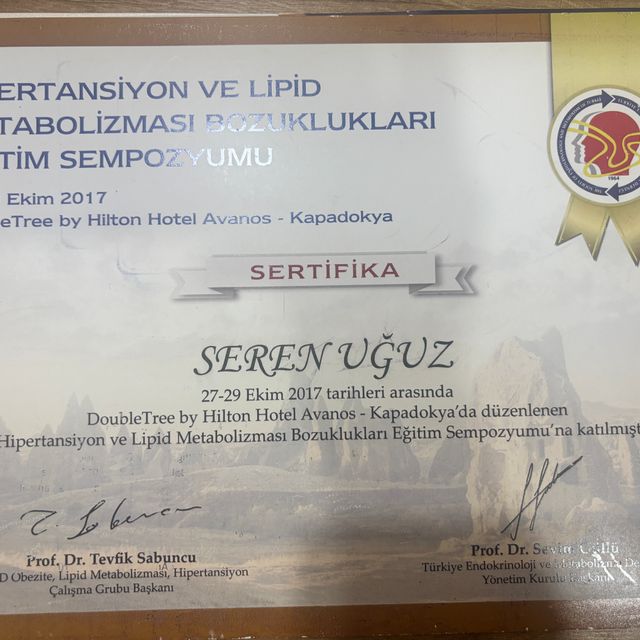 ERTANSİYON VE LİPİD
TABOLİZMASI BOZUKLUKLARI
TİM SEMPOZYUMU
Ekim 2017
eTree by Hilton Hotel Avanos - Kapadokya
1964
SERTİFİKA
SEREN UĞUZ
27-29 Ekim 2017 tarihleri arasında
DoubleTree by Hilton Hotel Avanos - Kapadokya'da düzenlenen
Hipertansiyon ve Lipid Metabolizması Bozuklukları Eğitim Sempozyumu'na katılmışt
Prof. Dr. Tevfik Sabuncu
D Obezite, Lipid Metabolizması, Hipertansiyon
Çalışma Grubu Başkanı
Prof. Dr.
Türkiye Endokrinoloji ve Metabolizma De
Yönetim Kurulu Başkanı